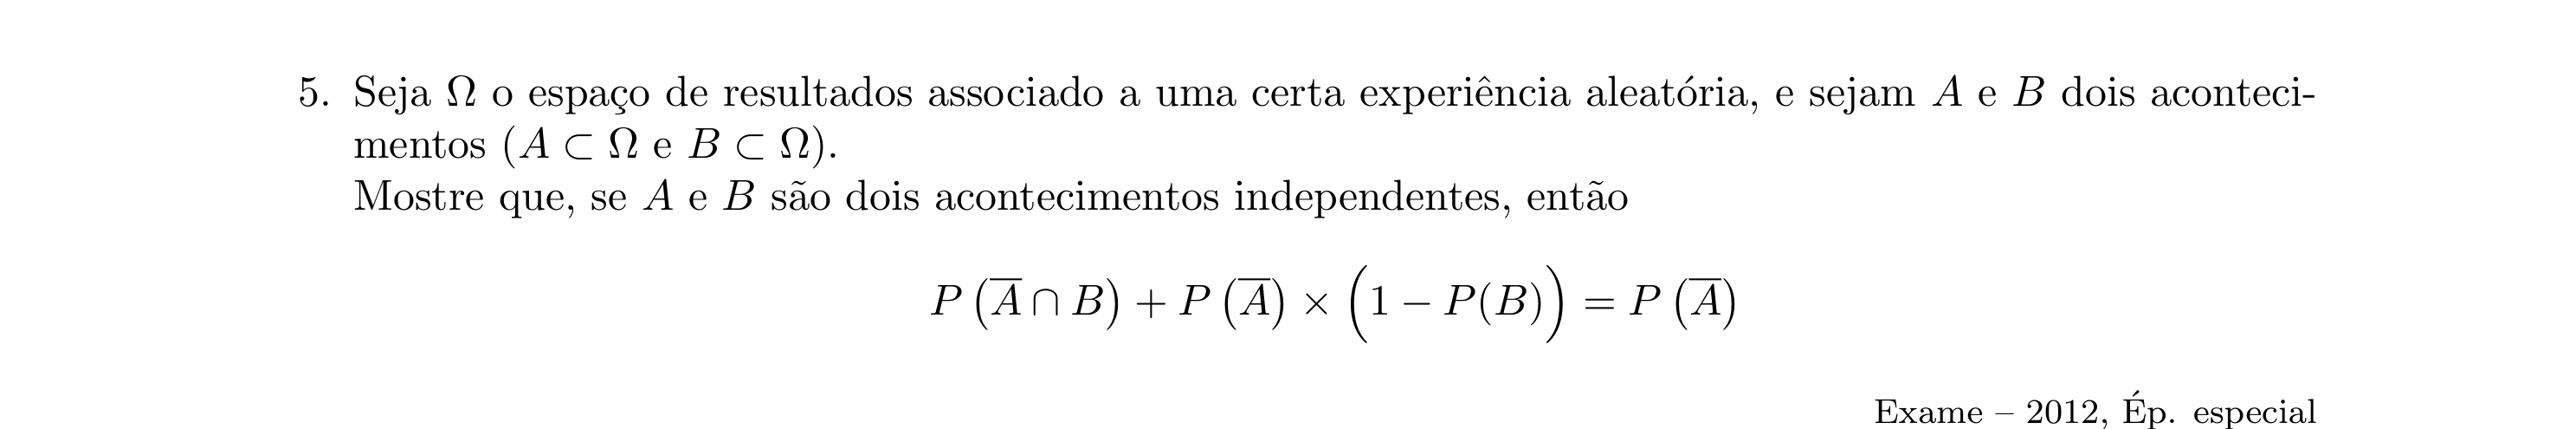 5. Seja Ω o espaço de resultados associado a uma certa experiência aleatória, e sejam A e B dois aconteci-
mentos (A ⊂ Ω e B ⊂ Ω).
Mostre que, se A e B são dois acontecimentos independentes, então
P (A̅ ∩ B) + P (A̅) × (1 − P(B)) = P (A̅)
Exame – 2012, Ép. especial